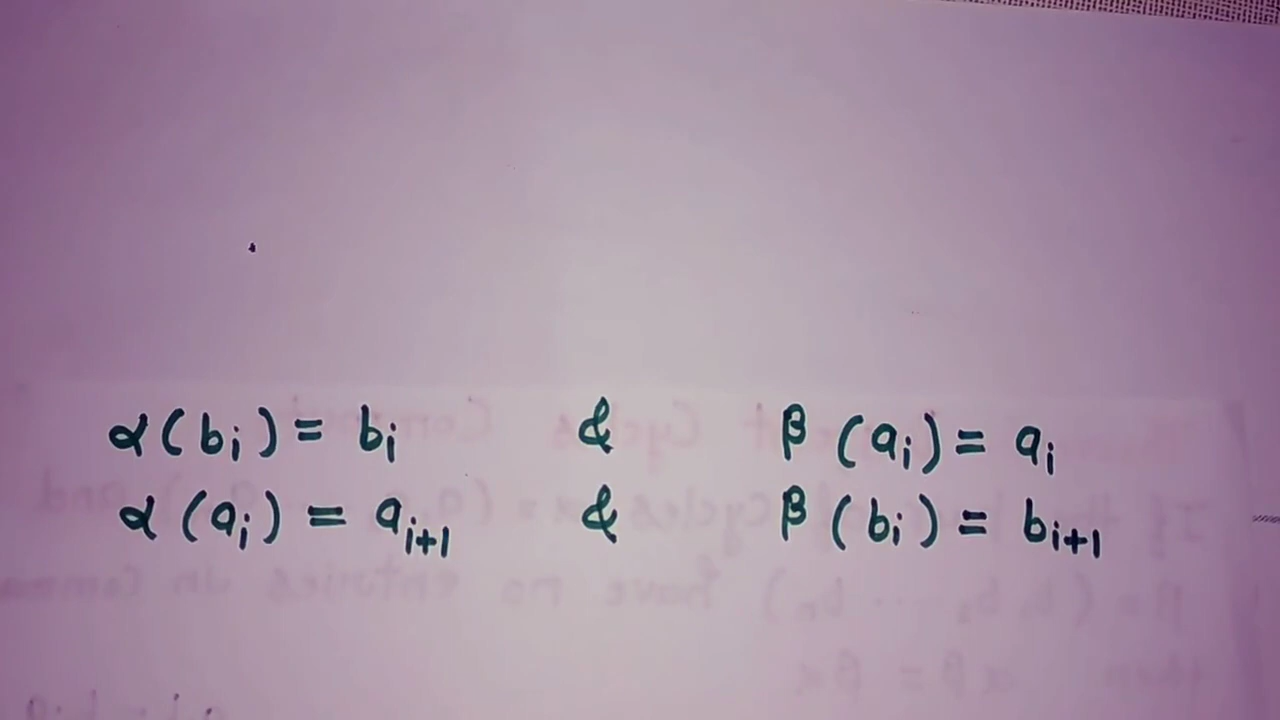 α(bᵢ) = bᵢ & β(aᵢ) = aᵢ
α(aᵢ) = aᵢ₊₁ & β(bᵢ) = bᵢ₊₁